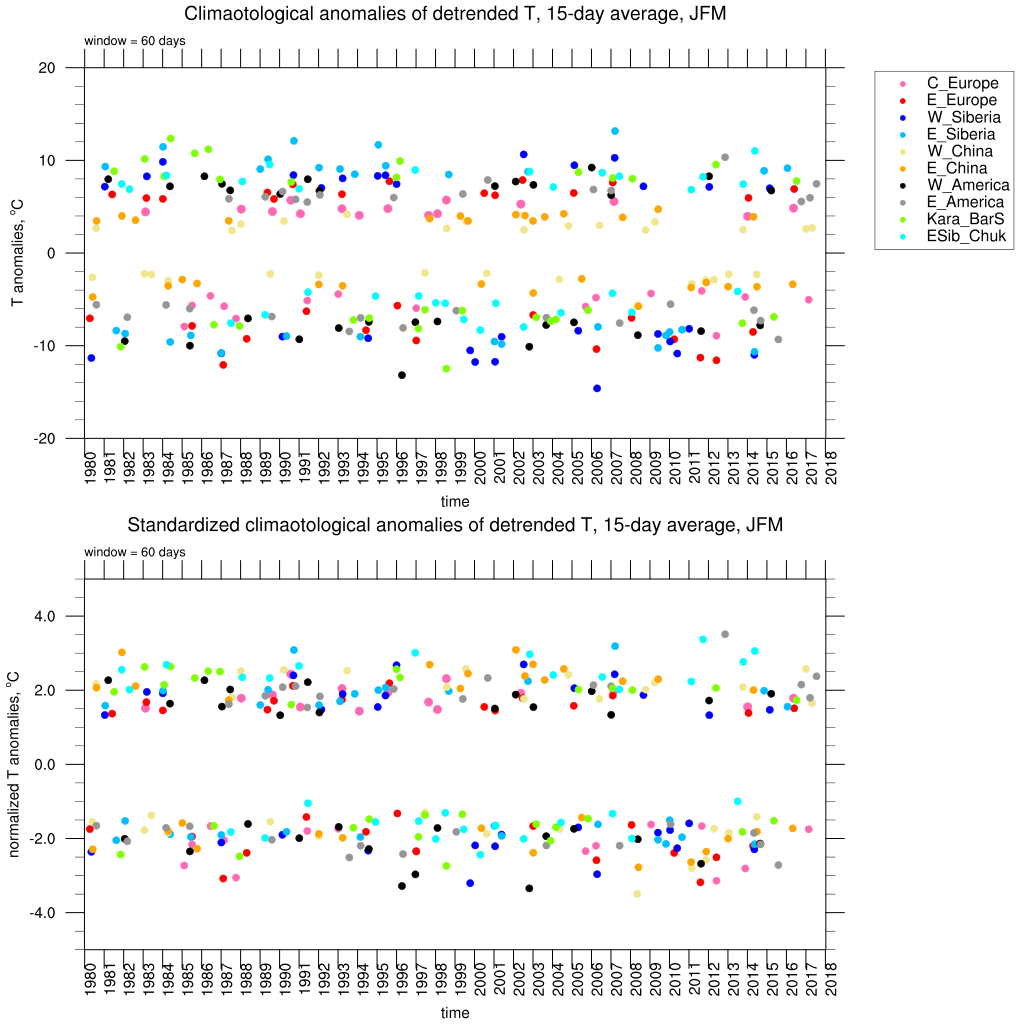 Climaotological anomalies of detrended T, 15-day average, JFM
window = 60 days
20
10
0
-10
-20
T anomalies, °C
1980 1981 1982 1983 1984 1985 1986 1987 1988 1989 1990 1991 1992 1993 1994 1995 1996 1997 1998 1999 2000 2001 2002 2003 2004 2005 2006 2007 2008 2009 2010 2011 2012 2013 2014 2015 2016 2017 2018
time
C_Europe
E_Europe
W_Siberia
E_Siberia
W_China
E_China
W_America
E_America
Kara_BarS
ESib_Chuk
Standardized climaotological anomalies of detrended T, 15-day average, JFM
window = 60 days
4.0
2.0
0.0
-2.0
-4.0
normalized T anomalies, °C
1980 1981 1982 1983 1984 1985 1986 1987 1988 1989 1990 1991 1992 1993 1994 1995 1996 1997 1998 1999 2000 2001 2002 2003 2004 2005 2006 2007 2008 2009 2010 2011 2012 2013 2014 2015 2016 2017 2018
time